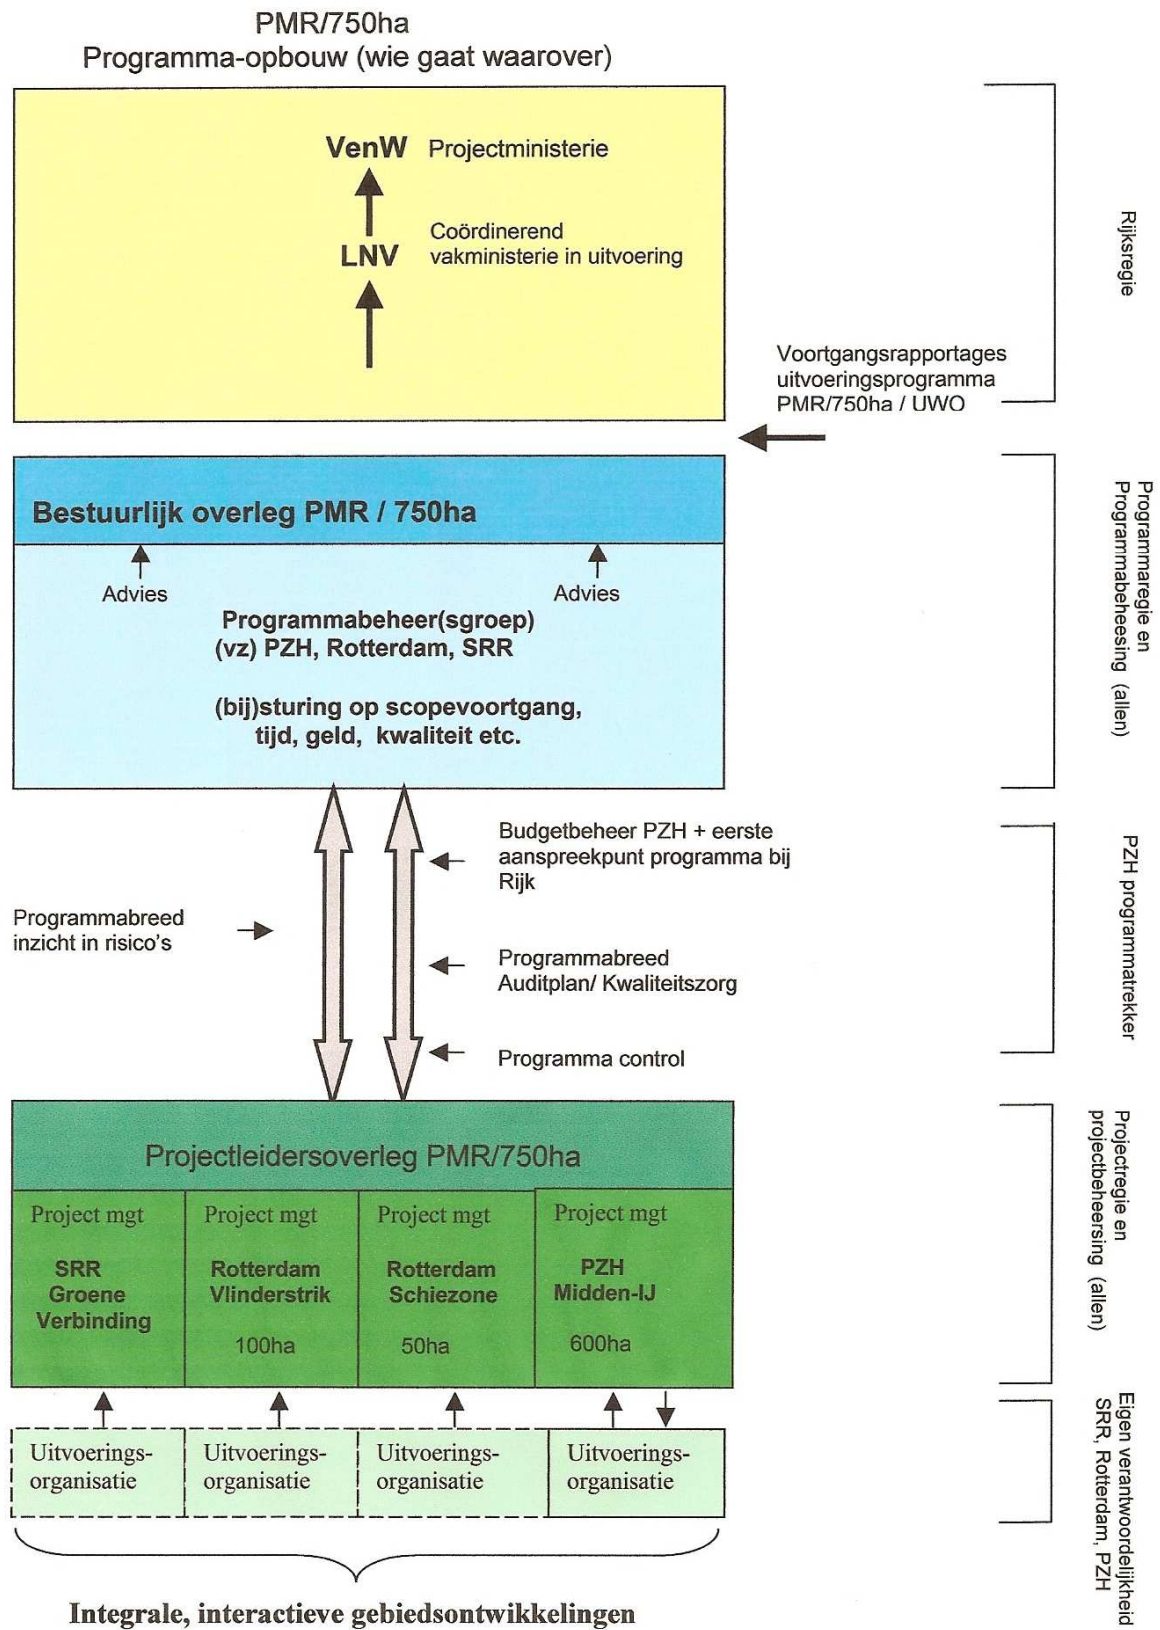 PMR/750ha
Programma-opbouw (wie gaat waarover)
VenW Projectministerie
Coördinerend
LNV vakministerie in uitvoering
Rijksregie
Voortgangsrapportages
uitvoeringsprogramma
PMR/750ha / UWO
Bestuurlijk overleg PMR / 750ha
Advies
Advies
Programmabeheer(sgroep)
(vz) PZH, Rotterdam, SRR
(bij)sturing op scopevoortgang,
tijd, geld, kwaliteit etc.
Programmaregie en
Programmabeheesing (allen)
Budgetbeheer PZH + eerste
aanspreekpunt programma bij
Rijk
Programmabreed
inzicht in risico's
Programmabreed
Auditplan/ Kwaliteitszorg
Programma control
PZH programmatrekker
Projectleidersoverleg PMR/750ha
Project mgt
SRR
Groene
Verbinding
Project mgt
Rotterdam
Vlinderstrik
100ha
Project mgt
Rotterdam
Schiezone
50ha
Project mgt
PZH
Midden-IJ
600ha
Projectregie en
projectbeheersing (allen)
Uitvoerings-
organisatie
Uitvoerings-
organisatie
Uitvoerings-
organisatie
Uitvoerings-
organisatie
Eigen verantwoordelijkheid
SRR, Rotterdam, PZH
Integrale, interactieve gebiedsontwikkelingen